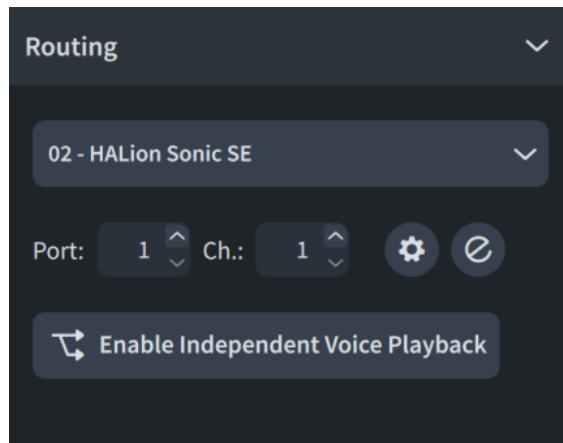 Routing
02 - HALion Sonic SE
Port: 1 Ch.: 1
Enable Independent Voice Playback